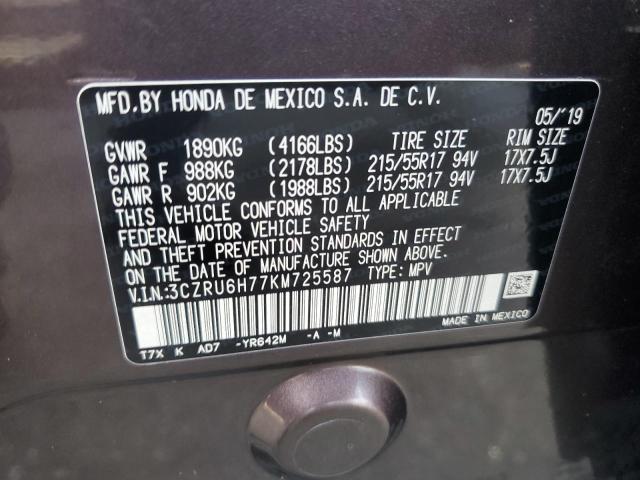 MFD. BY HONDA DE MEXICO S.A. DE C.V.
05/'19
GVWR 1890KG (4166LBS) TIRE SIZE RIM SIZE
GAWR F 988KG (2178LBS) 215/55R17 94V 17X7.5J
GAWR R 902KG (1988LBS) 215/55R17 94V 17X7.5J
THIS VEHICLE CONFORMS TO ALL APPLICABLE
FEDERAL MOTOR VEHICLE SAFETY
AND THEFT PREVENTION STANDARDS IN EFFECT
ON THE DATE OF MANUFACTURE SHOWN ABOVE.
V.I.N:3CZRU6H77KM725587 TYPE: MPV
T7X K AD7 -YR642M -A -M
MADE IN MEXICO